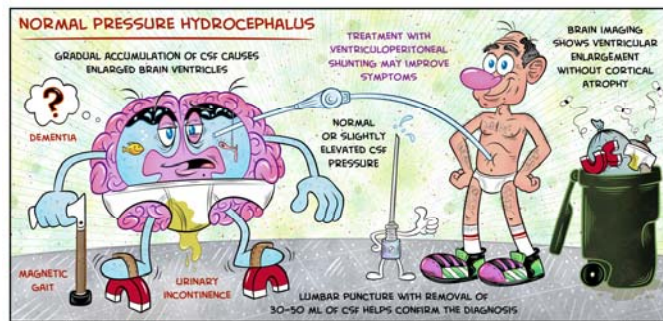 NORMAL PRESSURE HYDROCEPHALUS
GRADUAL ACCUMULATION OF CSF CAUSES
ENLARGED BRAIN VENTRICLES
?
DEMENTIA
MAGNETIC
GAIT
URINARY
INCONTINENCE
TREATMENT WITH
VENTRICULOPERITONEAL
SHUNTING MAY IMPROVE
SYMPTOMS
NORMAL
OR SLIGHTLY
ELEVATED CSF
PRESSURE
LUMBAR PUNCTURE WITH REMOVAL OF
30-50 ML OF CSF HELPS CONFIRM THE DIAGNOSIS
BRAIN IMAGING
SHOWS VENTRICULAR
ENLARGEMENT
WITHOUT CORTICAL
ATROPHY